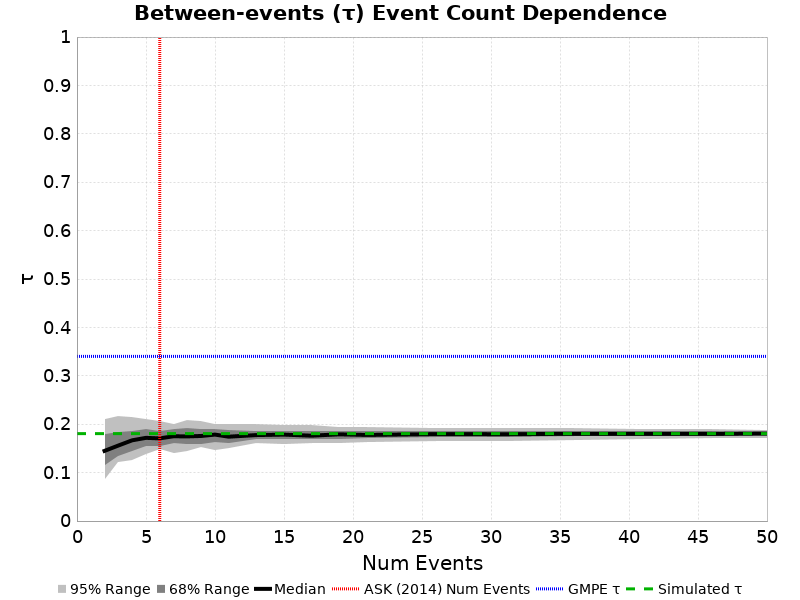 Between-events (τ) Event Count Dependence
1
0.9
0.8
0.7
0.6
0.5
0.4
0.3
0.2
0.1
0
τ
0 5 10 15 20 25 30 35 40 45 50
Num Events
95% Range 68% Range Median ASK (2014) Num Events GMPE τ Simulated τ